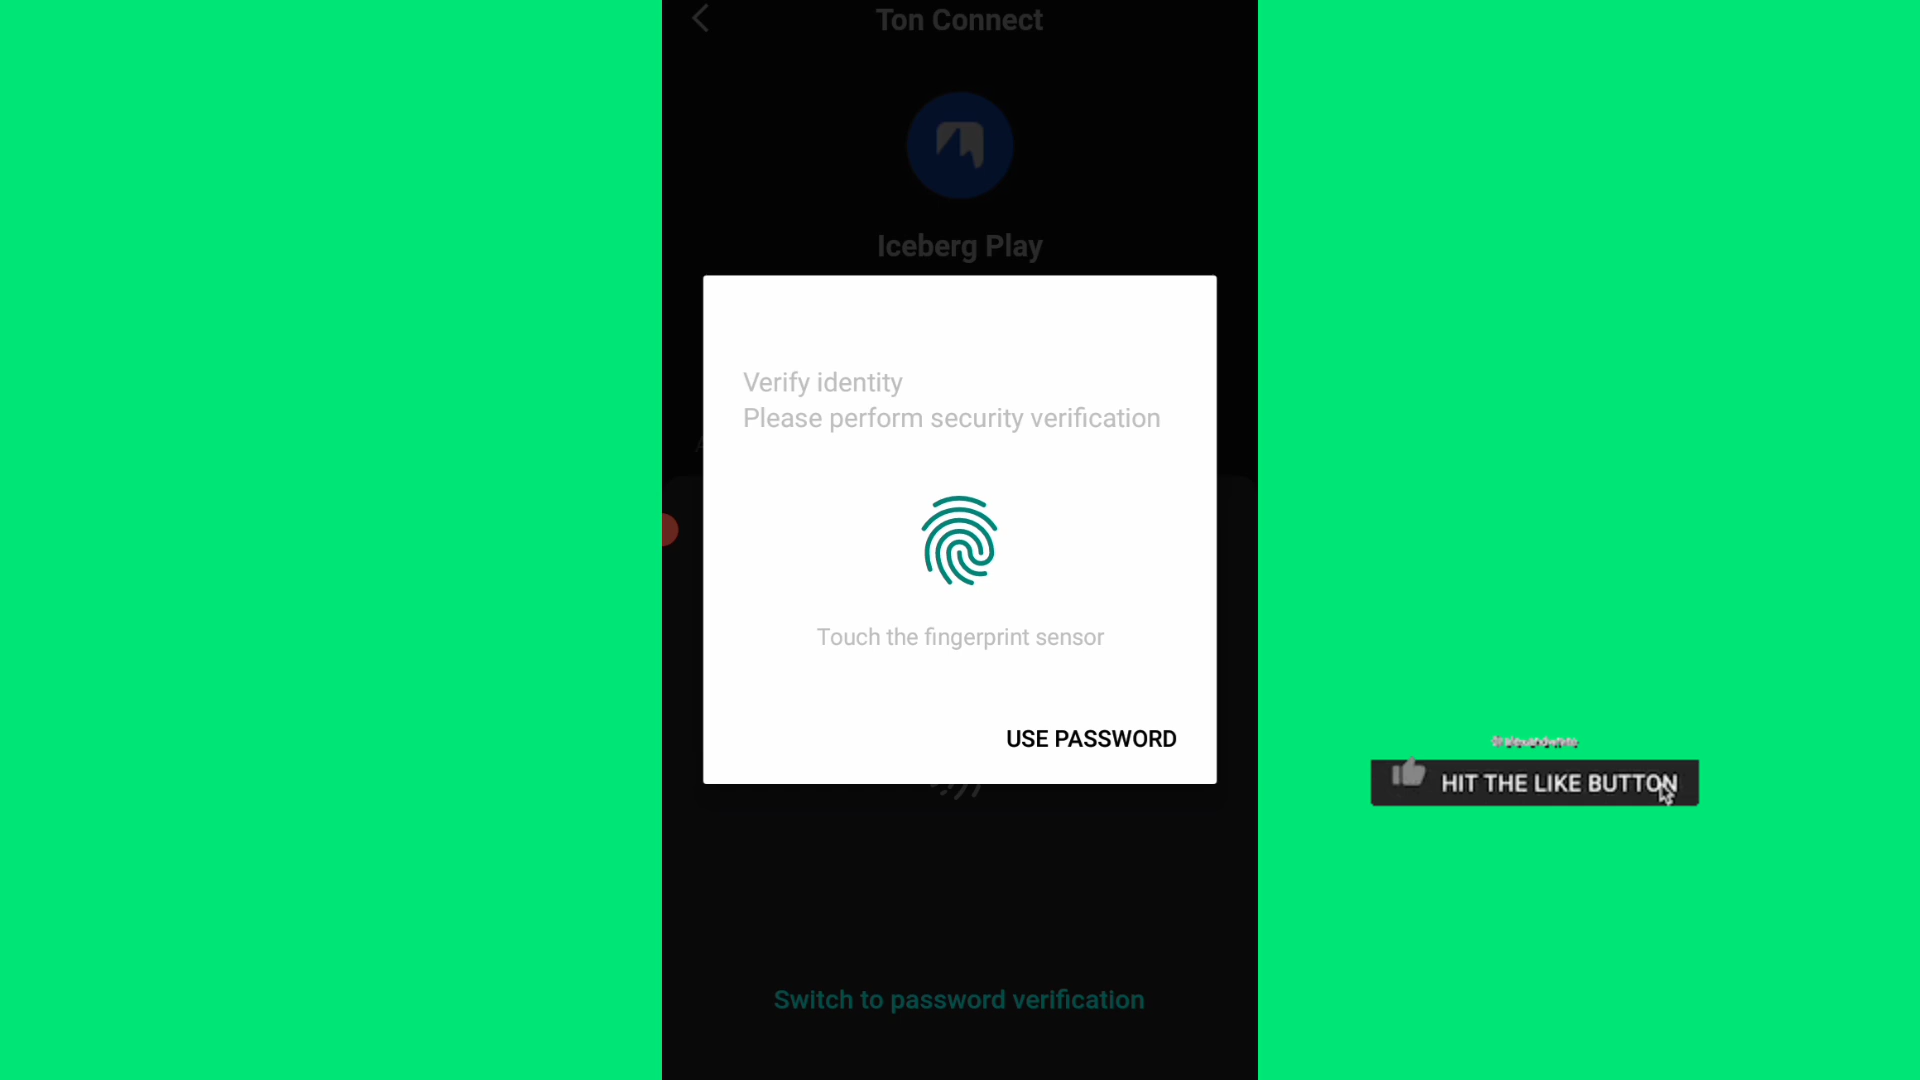 Ton Connect
Iceberg Play
Verify identity
Please perform security verification
Touch the fingerprint sensor
USE PASSWORD
HIT THE LIKE BUTTON
Switch to password verification